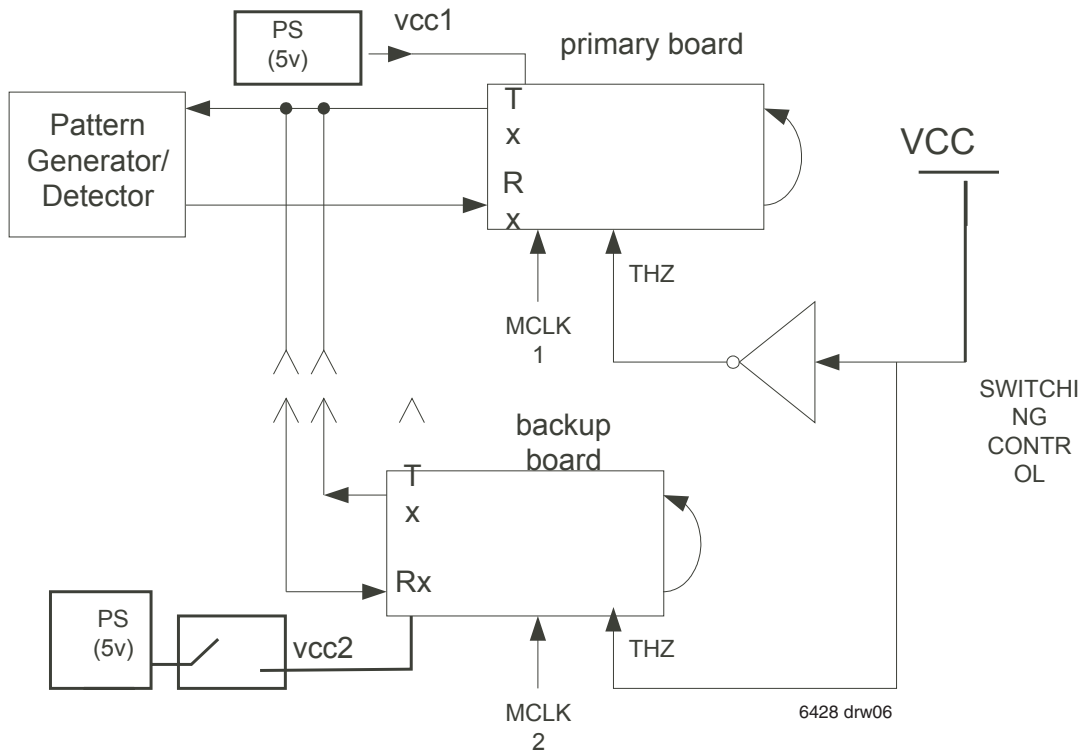 PS
(5v)
vcc1
primary board
Pattern
Generator/
Detector
T
x
R
x
VCC
THZ
MCLK
1
SWITCHI
NG
CONTR
OL
backup
board
T
x
Rx
PS
(5v)
vcc2
THZ
MCLK
2
6428 drw06